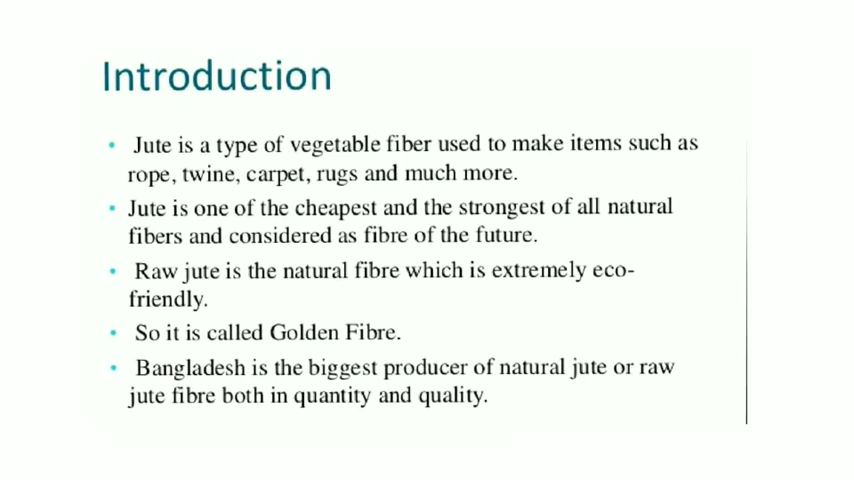 Introduction
• Jute is a type of vegetable fiber used to make items such as
rope, twine, carpet, rugs and much more.
• Jute is one of the cheapest and the strongest of all natural
fibers and considered as fibre of the future.
• Raw jute is the natural fibre which is extremely eco-
friendly.
• So it is called Golden Fibre.
• Bangladesh is the biggest producer of natural jute or raw
jute fibre both in quantity and quality.